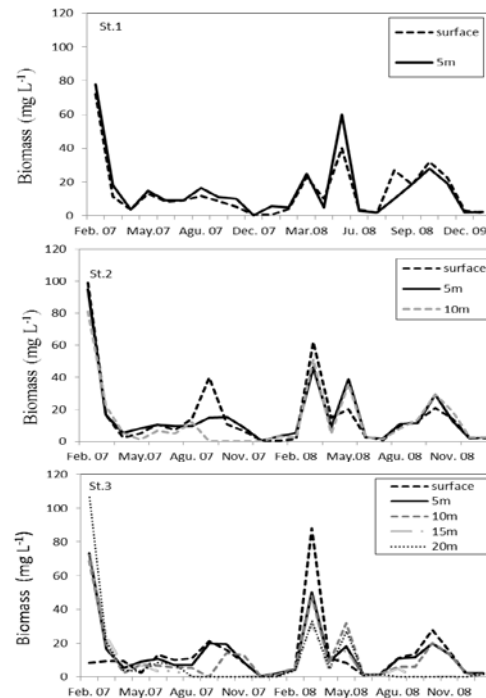 St.1
surface
5m
Biomass (mg L-1)
120
100
80
60
40
20
0
Feb. 07 May.07 Agu. 07 Dec. 07 Mar.08 Ju. 08 Sep. 08 Dec. 09
St.2
surface
5m
10m
Biomass (mg L-1)
120
100
80
60
40
20
0
Feb. 07 May.07 Agu. 07 Nov.07 Feb. 08 May.08 Agu. 08 Nov. 08
St.3
surface
5m
10m
15m
20m
Biomass (mg L-1)
120
100
80
60
40
20
0
Feb. 07 May.07 Agu. 07 Nov.07 Feb. 08 May.08 Agu. 08 Nov. 08